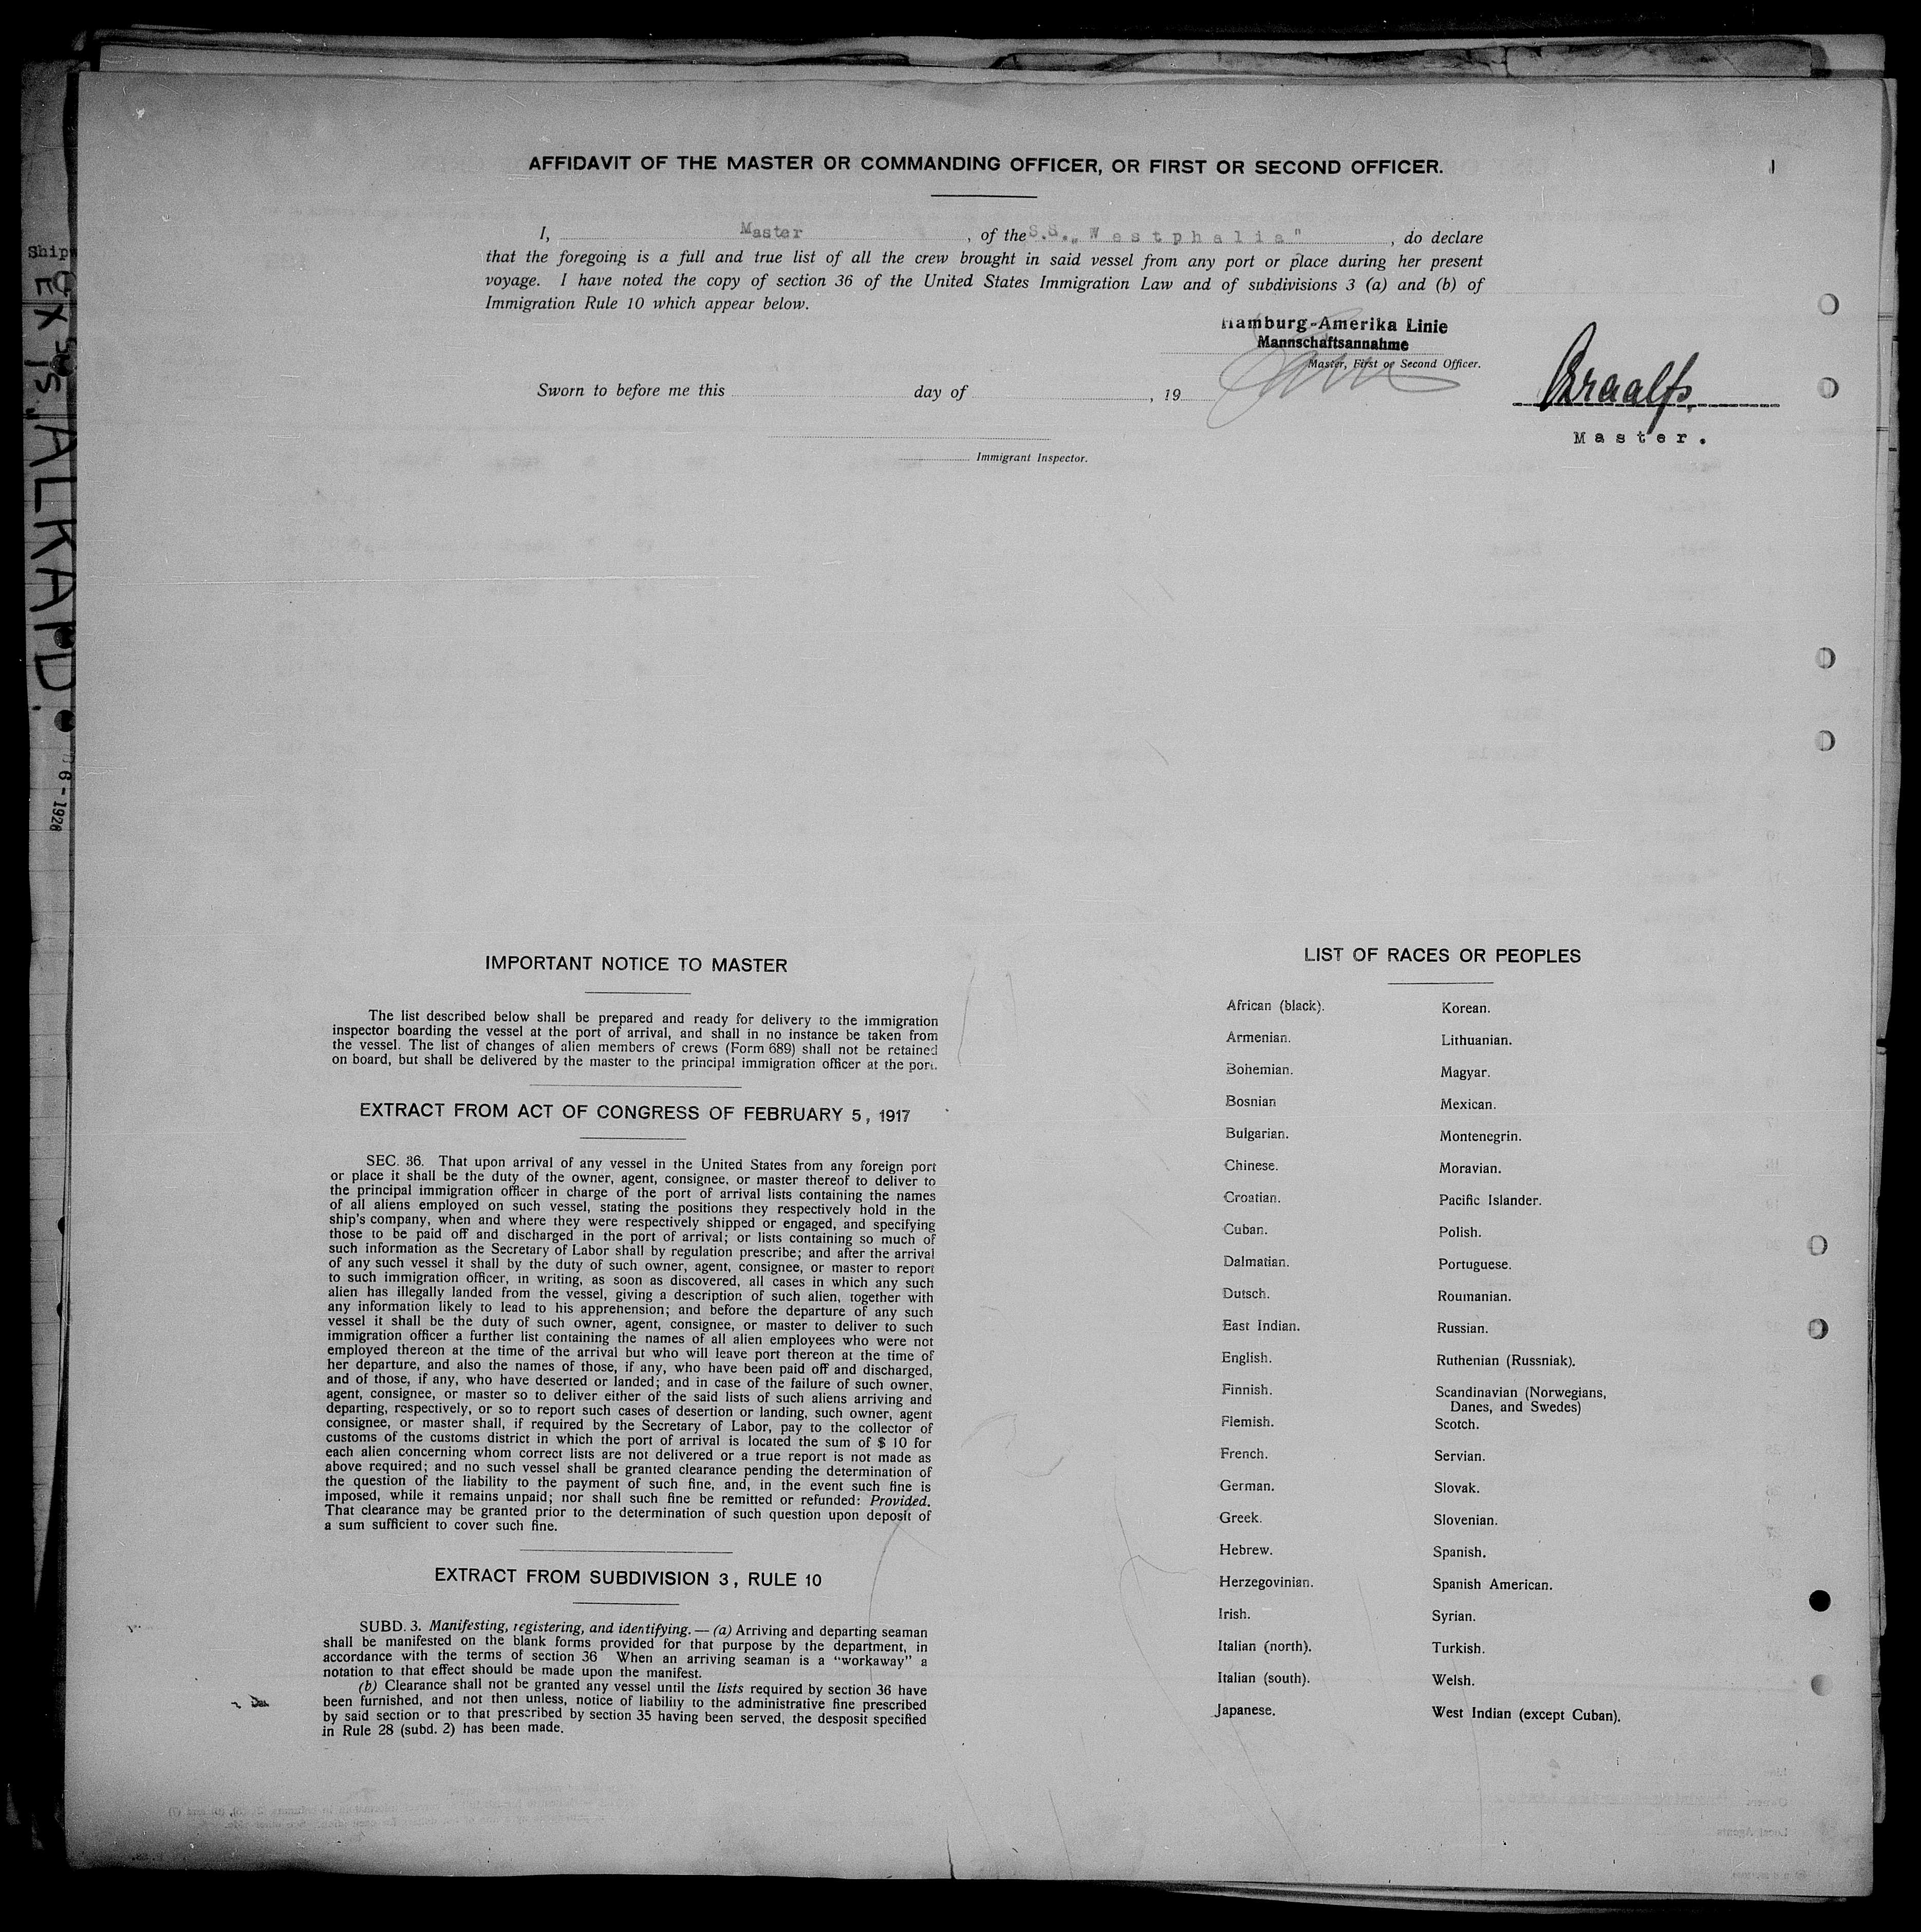 AFFIDAVIT OF THE MASTER OR COMMANDING OFFICER, OR FIRST OR SECOND OFFICER.
I, Master, of the S.S. „Westphalia", do declare
that the foregoing is a full and true list of all the crew brought in said vessel from any port or place during her present
voyage. I have noted the copy of section 36 of the United States Immigration Law and of subdivisions 3 (a) and (b) of
Immigration Rule 10 which appear below.
Hamburg-Amerika Linie
Mannschaftsannahme
Master, First or Second Officer.
Sworn to before me this day of , 19
Master.
Immigrant Inspector.
Ship
ALKAID.
6 - 1926
IMPORTANT NOTICE TO MASTER
The list described below shall be prepared and ready for delivery to the immigration
inspector boarding the vessel at the port of arrival, and shall in no instance be taken from
the vessel. The list of changes of alien members of crews (Form 689) shall not be retained
on board, but shall be delivered by the master to the principal immigration officer at the port.
EXTRACT FROM ACT OF CONGRESS OF FEBRUARY 5, 1917
SEC. 36. That upon arrival of any vessel in the United States from any foreign port
or place it shall be the duty of the owner, agent, consignee, or master thereof to deliver to
the principal immigration officer in charge of the port of arrival lists containing the names
of all aliens employed on such vessel, stating the positions they respectively hold in the
ship's company, when and where they were respectively shipped or engaged, and specifying
those to be paid off and discharged in the port of arrival; or lists containing so much of
such information as the Secretary of Labor shall by regulation prescribe; and after the arrival
of any such vessel it shall by the duty of such owner, agent, consignee, or master to report
to such immigration officer, in writing, as soon as discovered, all cases in which any such
alien has illegally landed from the vessel, giving a description of such alien, together with
any information likely to lead to his apprehension; and before the departure of any such
vessel it shall be the duty of such owner, agent, consignee, or master to deliver to such
immigration officer a further list containing the names of all alien employees who were not
employed thereon at the time of the arrival but who will leave port thereon at the time of
her departure, and also the names of those, if any, who have been paid off and discharged,
and of those, if any, who have deserted or landed; and in case of the failure of such owner,
agent, consignee, or master so to deliver either of the said lists of such aliens arriving and
departing, respectively, or so to report such cases of desertion or landing, such owner, agent
consignee, or master shall, if required by the Secretary of Labor, pay to the collector of
customs of the customs district in which the port of arrival is located the sum of $ 10 for
each alien concerning whom correct lists are not delivered or a true report is not made as
above required; and no such vessel shall be granted clearance pending the determination of
the question of the liability to the payment of such fine, and, in the event such fine is
imposed, while it remains unpaid; nor shall such fine be remitted or refunded: Provided.
That clearance may be granted prior to the determination of such question upon deposit of
a sum sufficient to cover such fine.
EXTRACT FROM SUBDIVISION 3, RULE 10
SUBD. 3. Manifesting, registering, and identifying. — (a) Arriving and departing seaman
shall be manifested on the blank forms provided for that purpose by the department, in
accordance with the terms of section 36 When an arriving seaman is a “workaway” a
notation to that effect should be made upon the manifest.
(b) Clearance shall not be granted any vessel until the lists required by section 36 have
been furnished, and not then unless, notice of liability to the administrative fine prescribed
by said section or to that prescribed by section 35 having been served, the desposit specified
in Rule 28 (subd. 2) has been made.
LIST OF RACES OR PEOPLES
African (black).
Armenian.
Bohemian.
Bosnian
Bulgarian.
Chinese.
Croatian.
Cuban.
Dalmatian.
Dutsch.
East Indian.
English.
Finnish.
Flemish.
French.
German.
Greek.
Hebrew.
Herzegovinian.
Irish.
Italian (north).
Italian (south).
Japanese.
Korean.
Lithuanian.
Magyar.
Mexican.
Montenegrin.
Moravian.
Pacific Islander.
Polish.
Portuguese.
Roumanian.
Russian.
Ruthenian (Russniak).
Scandinavian (Norwegians,
Danes, and Swedes)
Scotch.
Servian.
Slovak.
Slovenian.
Spanish.
Spanish American.
Syrian.
Turkish.
Welsh.
West Indian (except Cuban).